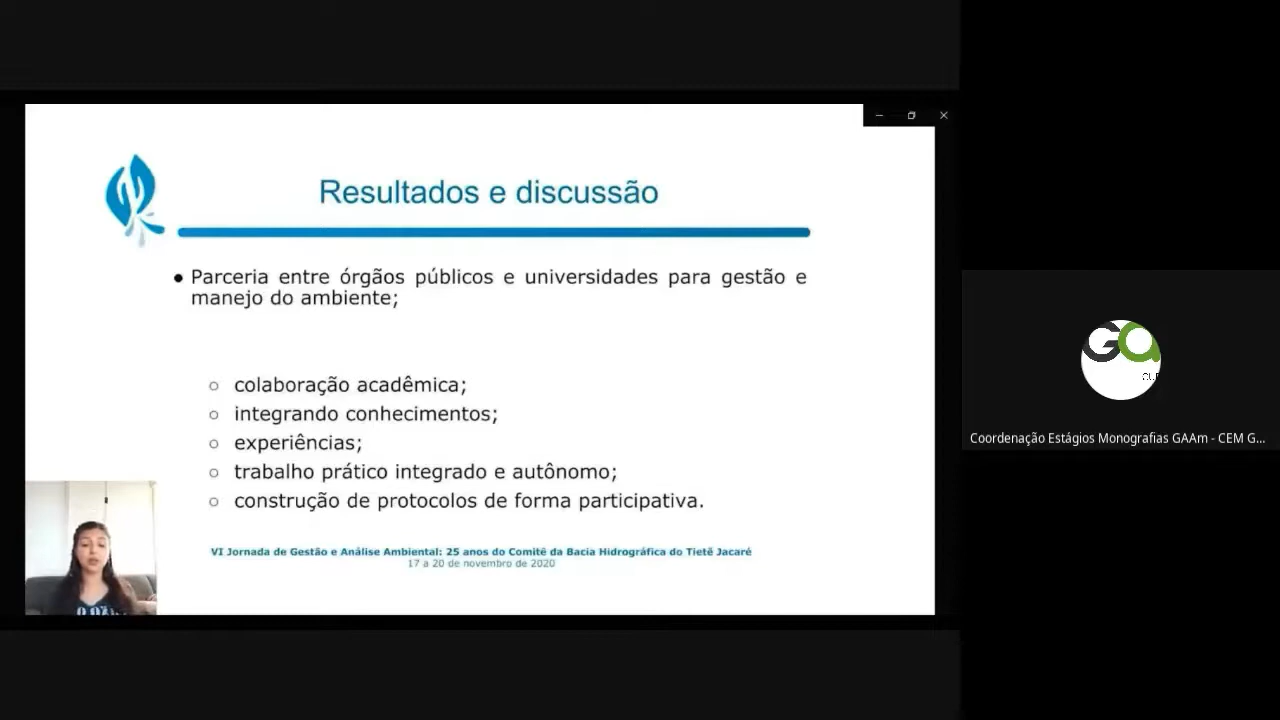 Resultados e discussão
● Parceria entre órgãos públicos e universidades para gestão e
manejo do ambiente;
○ colaboração acadêmica;
○ integrando conhecimentos;
○ experiências;
○ trabalho prático integrado e autônomo;
○ construção de protocolos de forma participativa.
VI Jornada de Gestão e Análise Ambiental: 25 anos do Comitê da Bacia Hidrográfica do Tietê Jacaré
17 a 20 de novembro de 2020
Coordenação Estágios Monografias GAAm - CEM G...